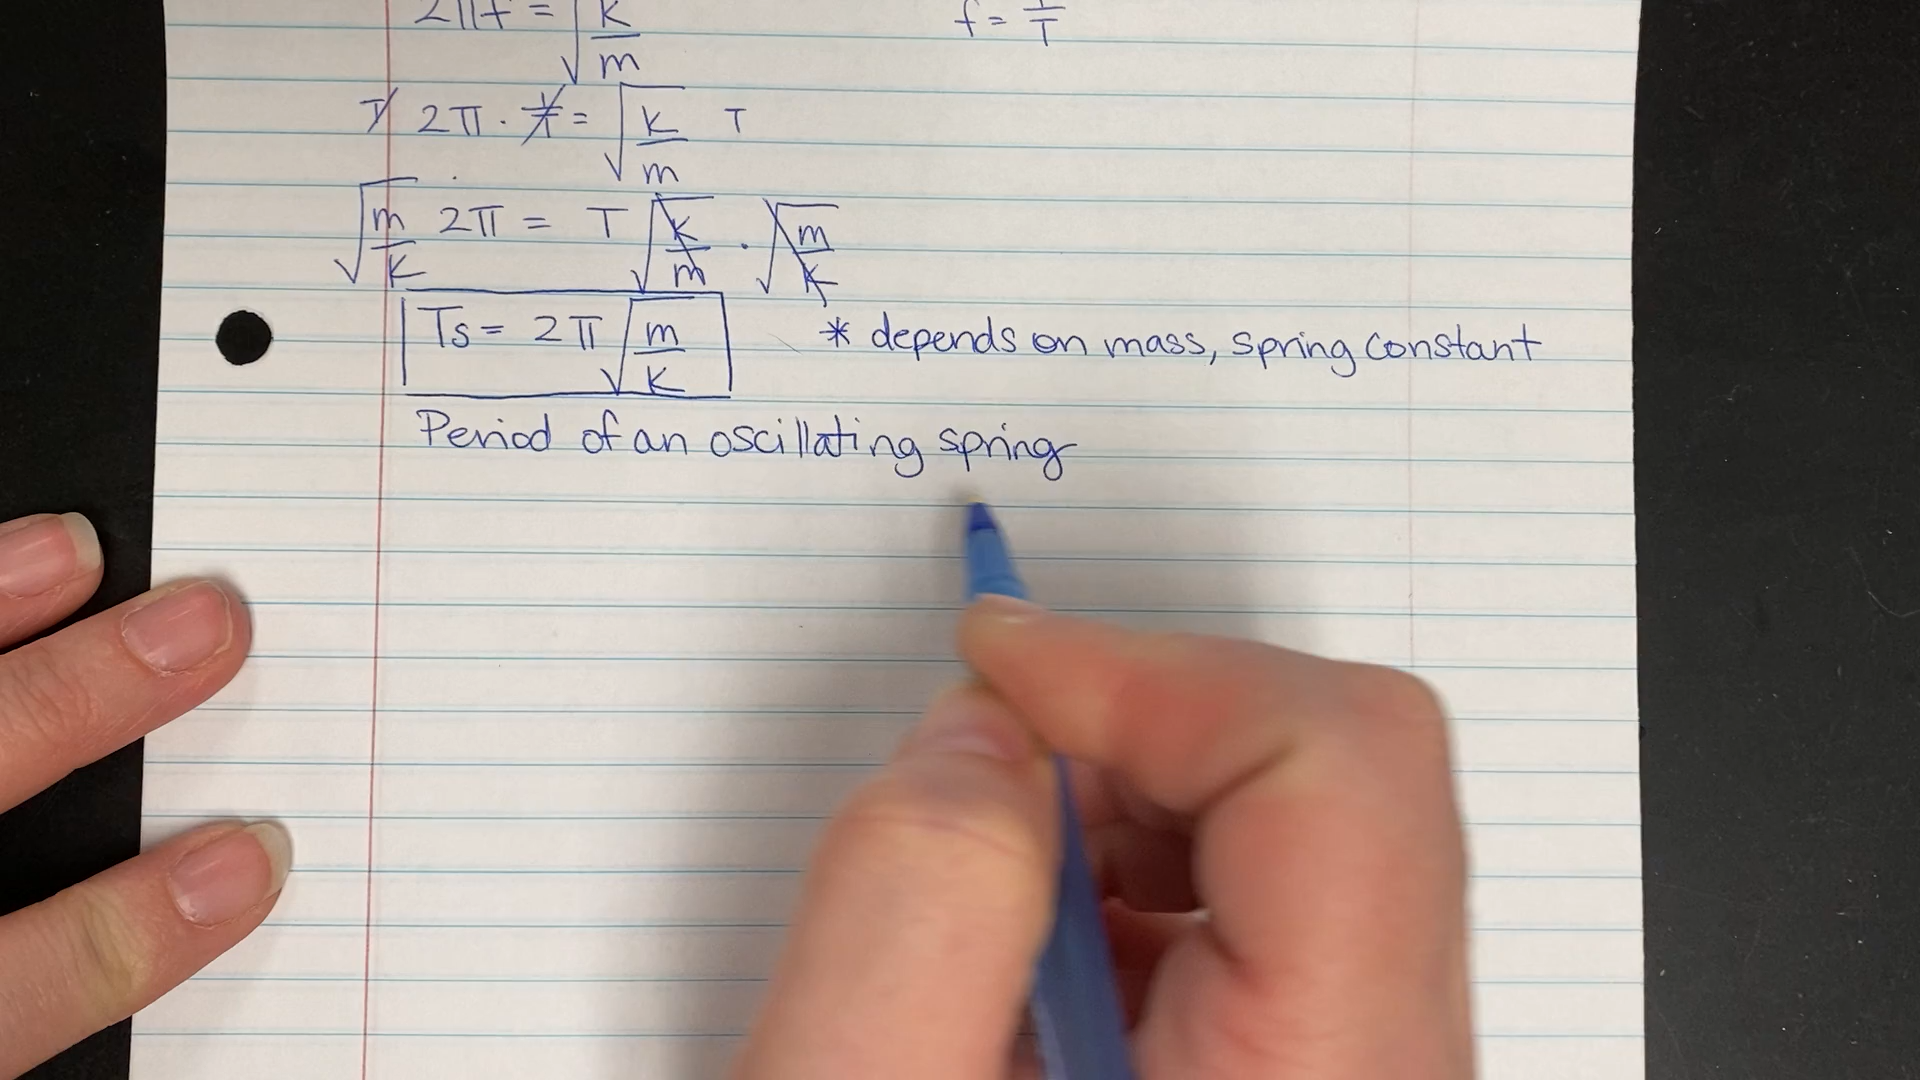 2πf = √k/m f = 1/T
T 2π · 1/T = √k/m T
√m/k 2π = T √k/m · √m/k
Ts = 2π √m/k * depends on mass, spring constant
Period of an oscillating spring